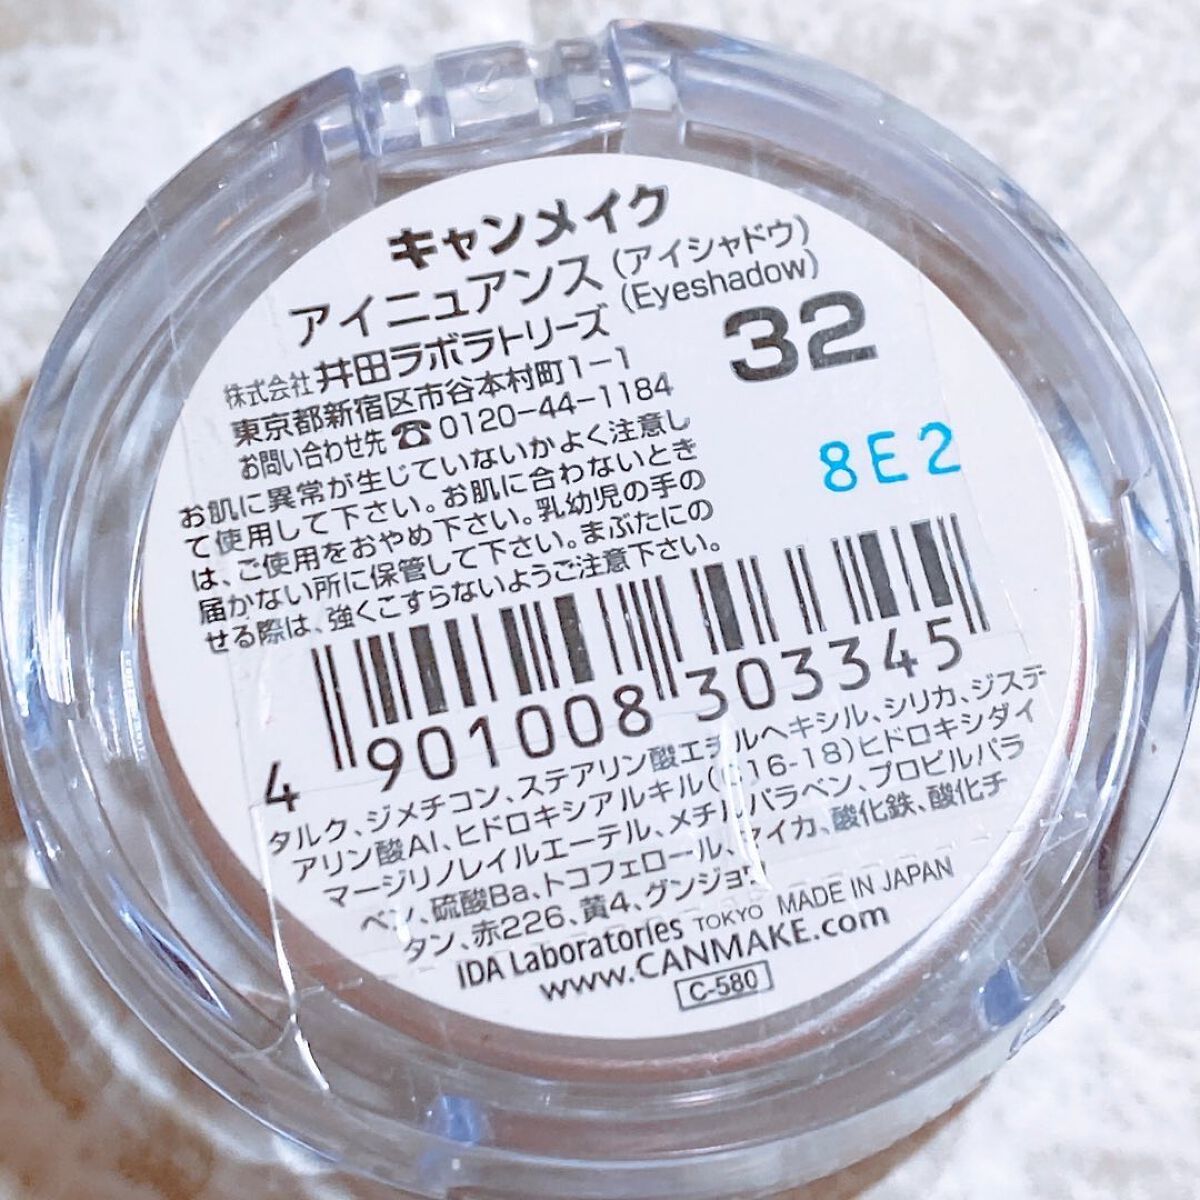 キャンメイク
アイニュアンス(アイシャドウ)
(Eyeshadow)
株式会社 井田ラボラトリーズ
32
東京都新宿区市谷本村町1-1
お問い合わせ先☎0120-44-1184
お肌に異常が生じていないかよく注意し
て使用して下さい。お肌に合わないとき
は、ご使用をおやめ下さい。乳幼児の手の
届かない所に保管して下さい。まぶたにの
せる際は、強くこすらないようご注意下さい。
8E2
4 901008 303345
タルク、ジメチコン、ステアリン酸エチルヘキシル、シリカ、ジステ
アリン酸Al、ヒドロキシアルキル(C16-18)ヒドロキシダイ
マージリノレイルエーテル、メチルパラベン、プロピルパラ
ベン、硫酸Ba、トコフェロール、マイカ、酸化鉄、酸化チ
タン、赤226、黄4、グンジョウ
IDA Laboratories TOKYO MADE IN JAPAN
www.CANMAKE.com
C-580